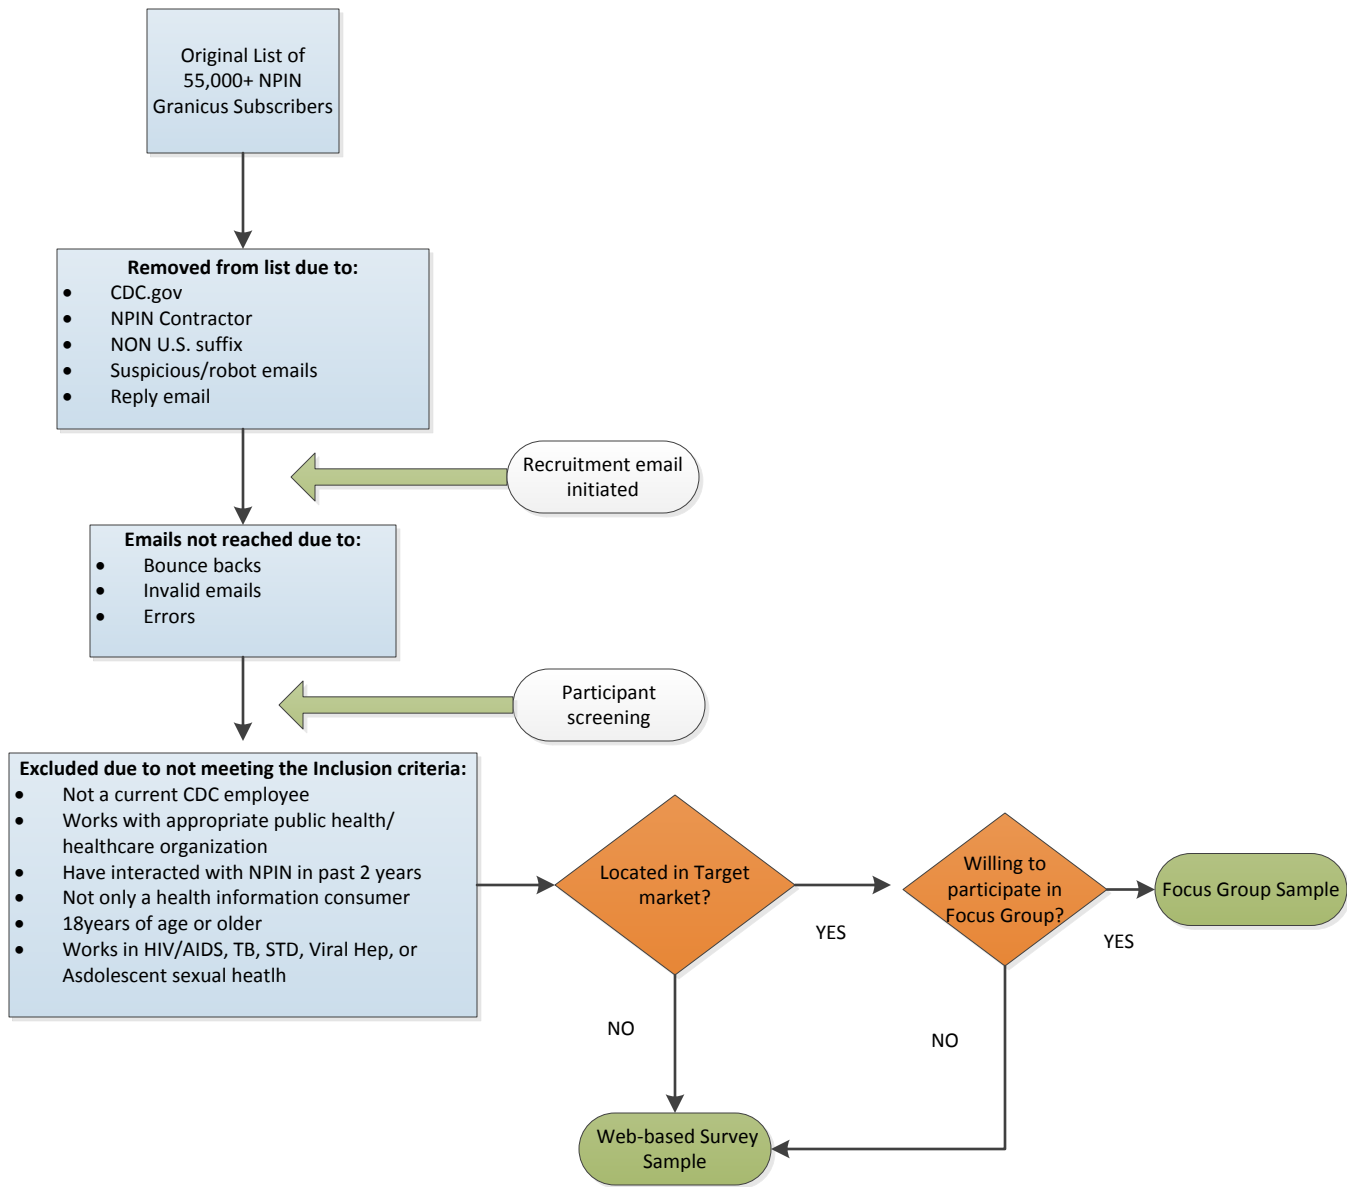 Original List of
55,000+ NPIN
Granicus Subscribers
Removed from list due to:
• CDC.gov
• NPIN Contractor
• NON U.S. suffix
• Suspicious/robot emails
• Reply email
Recruitment email
initiated
Emails not reached due to:
• Bounce backs
• Invalid emails
• Errors
Participant
screening
Excluded due to not meeting the Inclusion criteria:
• Not a current CDC employee
• Works with appropriate public health/
healthcare organization
• Have interacted with NPIN in past 2 years
• Not only a health information consumer
• 18years of age or older
• Works in HIV/AIDS, TB, STD, Viral Hep, or
Asdolescent sexual heatlh
Located in Target
market?
YES
NO
Willing to
participate in
Focus Group?
YES
NO
Focus Group Sample
Web-based Survey
Sample